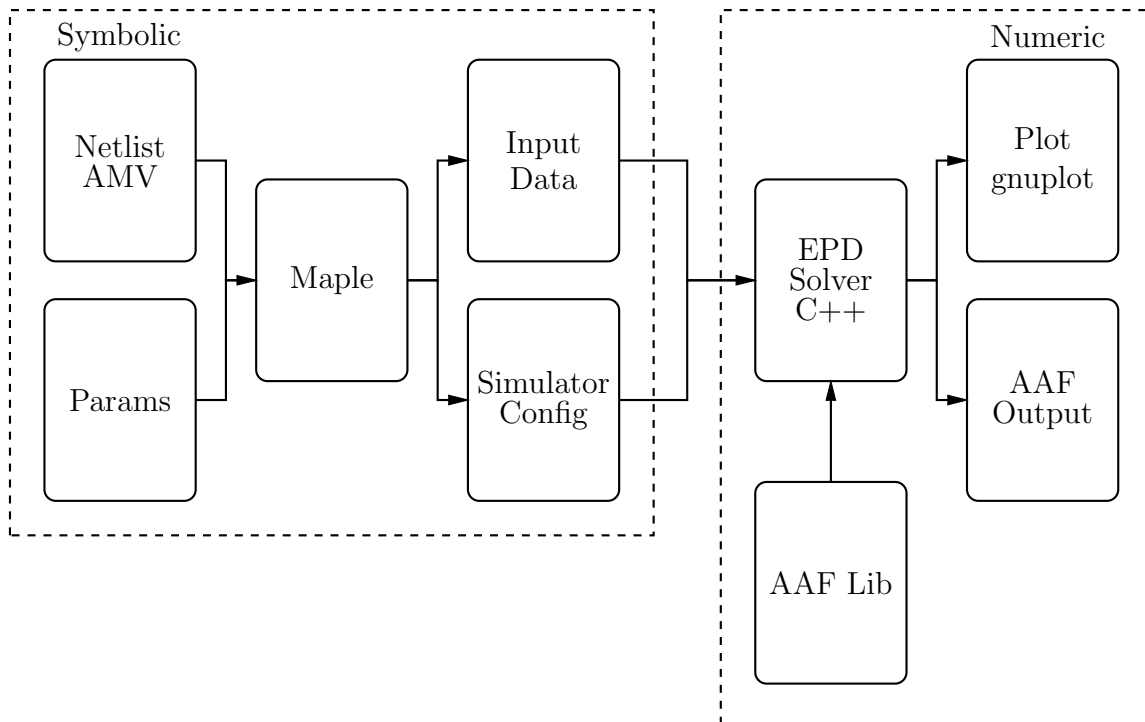 Symbolic
Netlist
AMV
Params
Maple
Input
Data
Simulator
Config
Numeric
EPD
Solver
C++
AAF Lib
Plot
gnuplot
AAF
Output